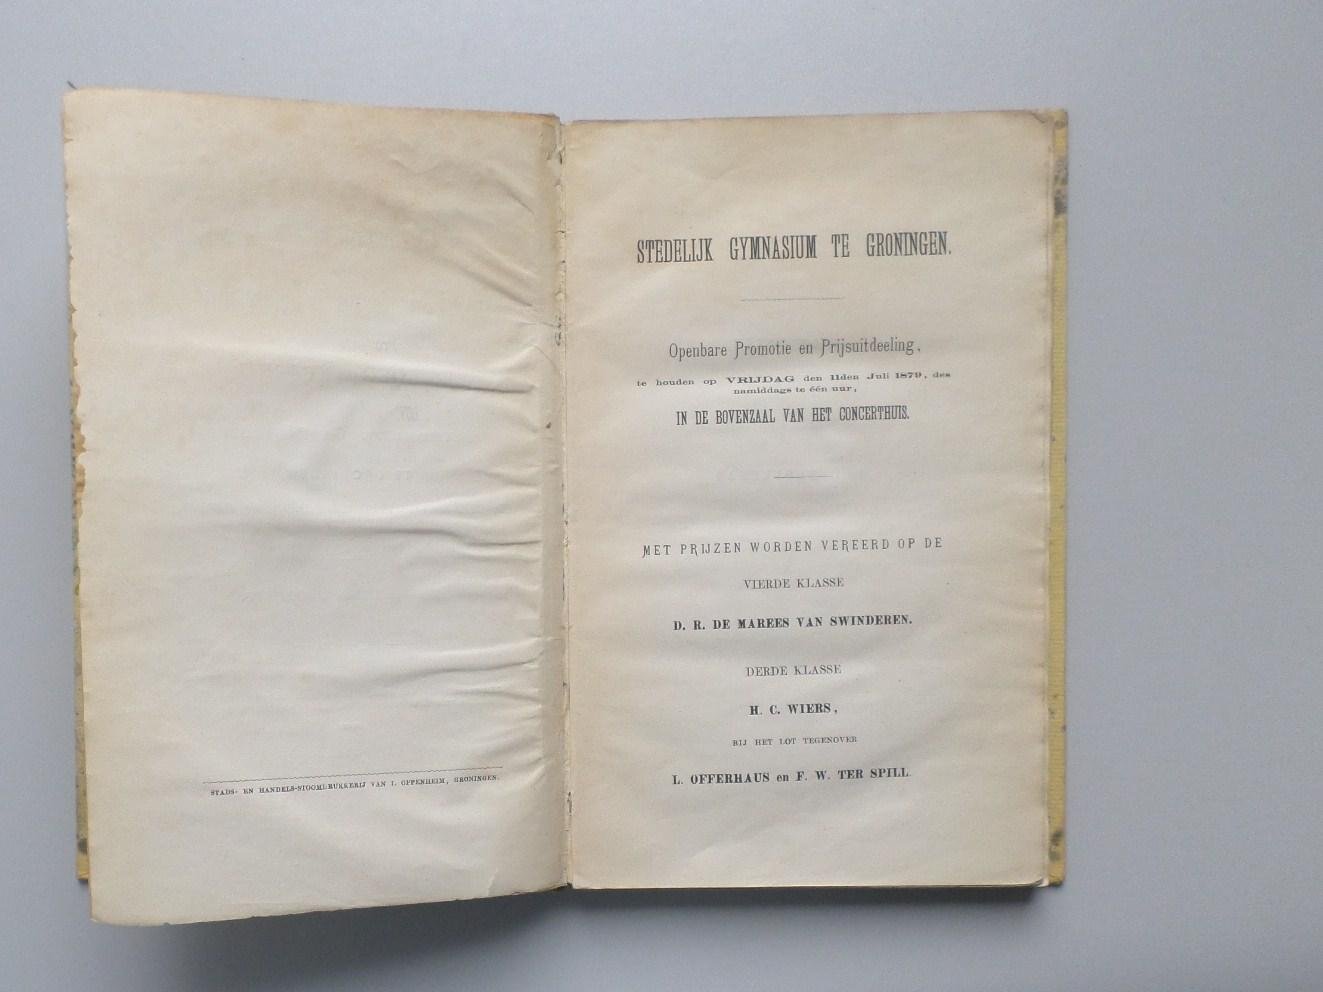 STADS- EN HANDELS-STOOMDRUKKERIJ VAN I. OPPENHEIM, GRONINGEN.
STEDELIJK GYMNASIUM TE GRONINGEN.
Openbare Promotie en Prijsuitdeeling,
te houden op VRIJDAG den 11den Juli 1879, des
namiddags te één uur,
IN DE BOVENZAAL VAN HET CONCERTHUIS.
MET PRIJZEN WORDEN VEREERD OP DE
VIERDE KLASSE
D. R. DE MAREES VAN SWINDEREN.
DERDE KLASSE
H. C. WIERS,
BIJ HET LOT TEGENOVER
L. OFFERHAUS en F. W. TER SPILL.